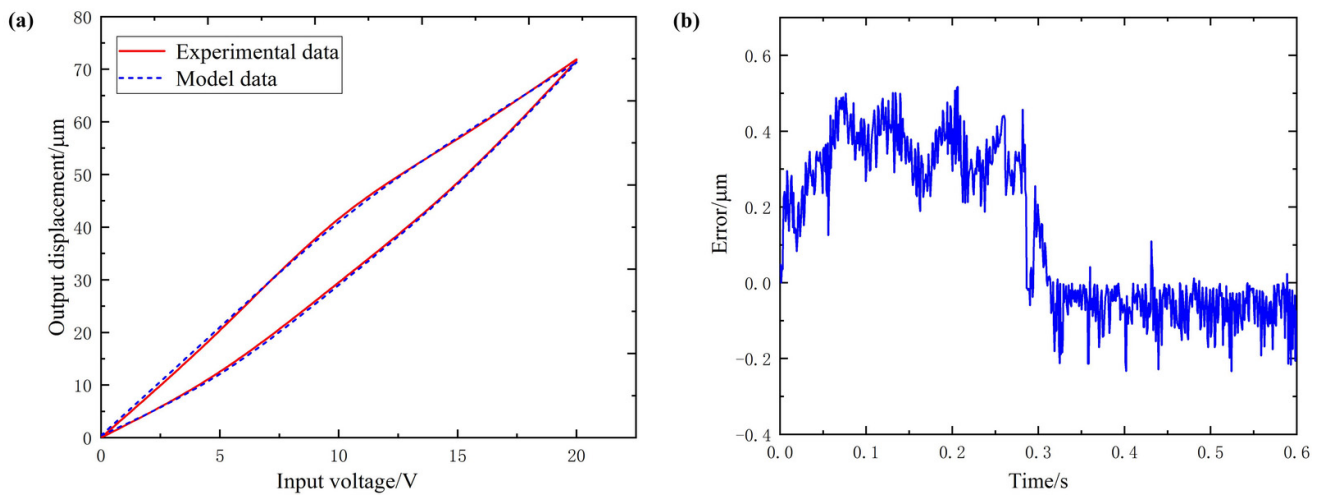 (a)
80
70
60
50
40
30
20
10
0
Output displacement/μm
Experimental data
Model data
0 5 10 15 20
Input voltage/V
(b)
0.6
0.4
0.2
0.0
-0.2
-0.4
Error/μm
0.0 0.1 0.2 0.3 0.4 0.5 0.6
Time/s